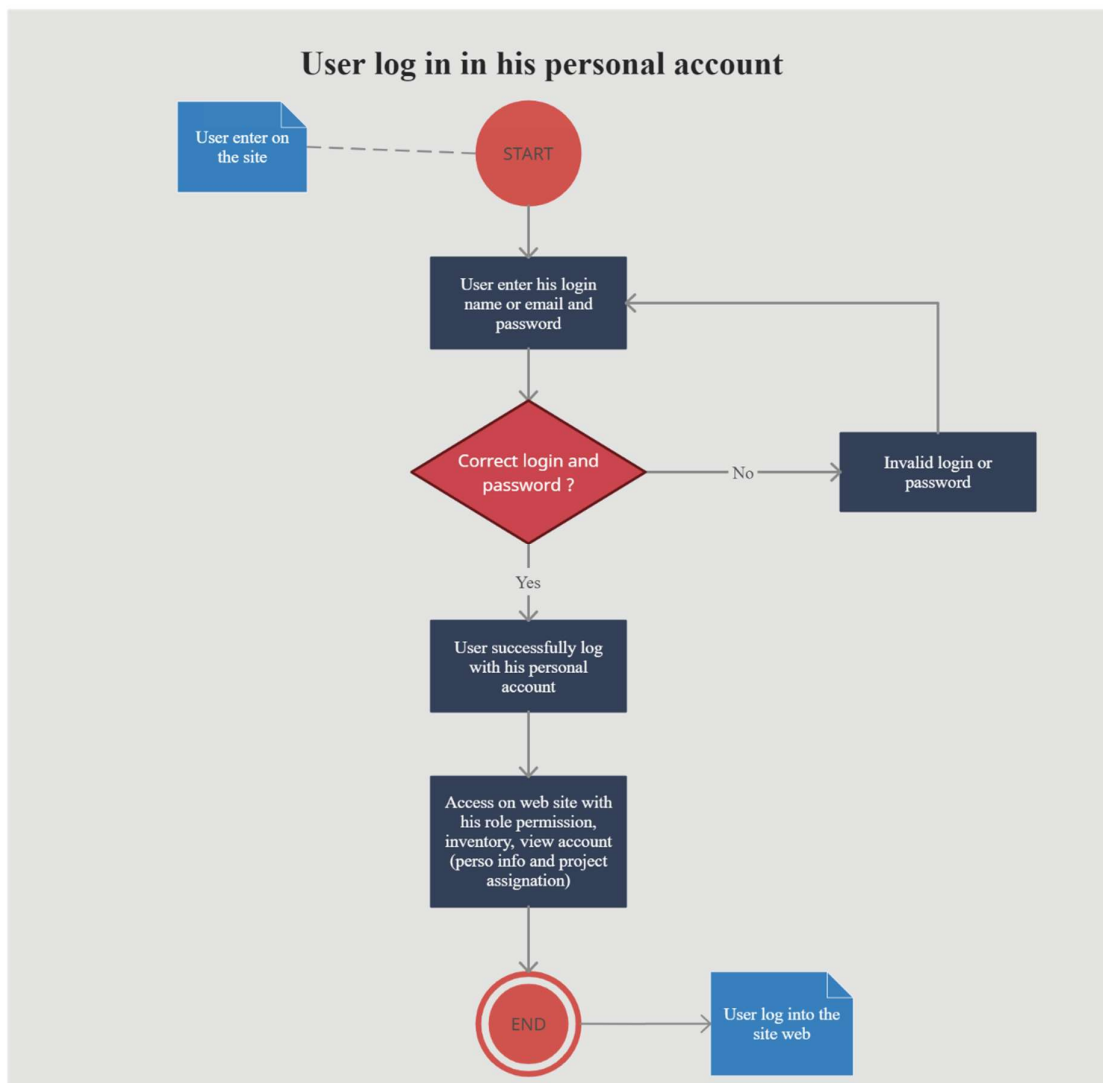 User log in in his personal account
User enter on
the site
START
User enter his login
name or email and
password
Correct login and
password ?
No
Invalid login or
password
Yes
User successfully log
with his personal
account
Access on web site with
his role permission,
inventory, view account
(perso info and project
assignation)
END
User log into the
site web